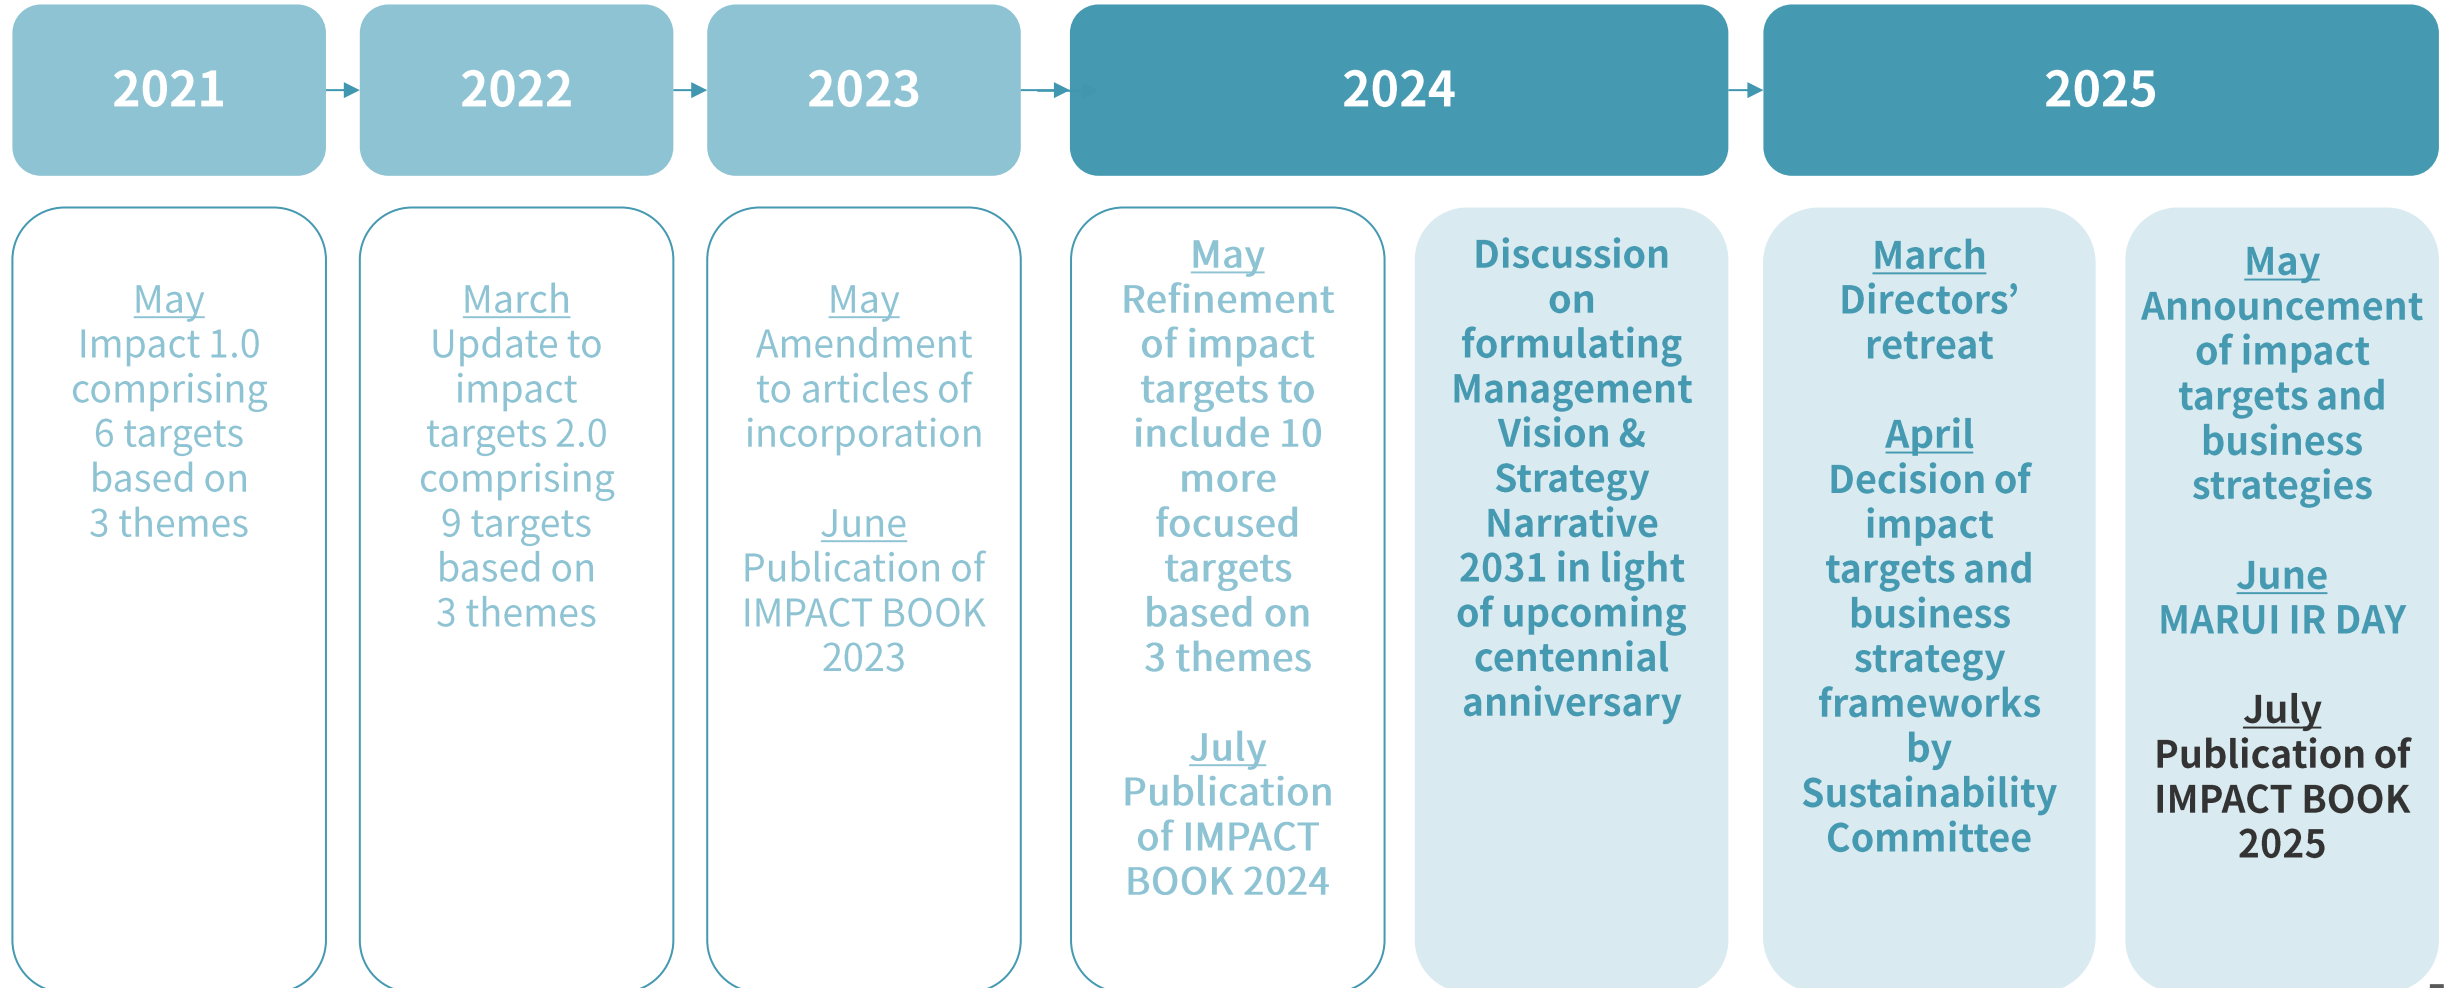 2021
May
Impact 1.0
comprising
6 targets
based on
3 themes
2022
March
Update to
impact
targets 2.0
comprising
9 targets
based on
3 themes
2023
May
Amendment
to articles of
incorporation
June
Publication of
IMPACT BOOK
2023
2024
May
Refinement
of impact
targets to
include 10
more
focused
targets
based on
3 themes
July
Publication
of IMPACT
BOOK 2024
Discussion
on
formulating
Management
Vision &
Strategy
Narrative
2031 in light
of upcoming
centennial
anniversary
2025
March
Directors’
retreat
April
Decision of
impact
targets and
business
strategy
frameworks
by
Sustainability
Committee
May
Announcement
of impact
targets and
business
strategies
June
MARUI IR DAY
July
Publication of
IMPACT BOOK
2025